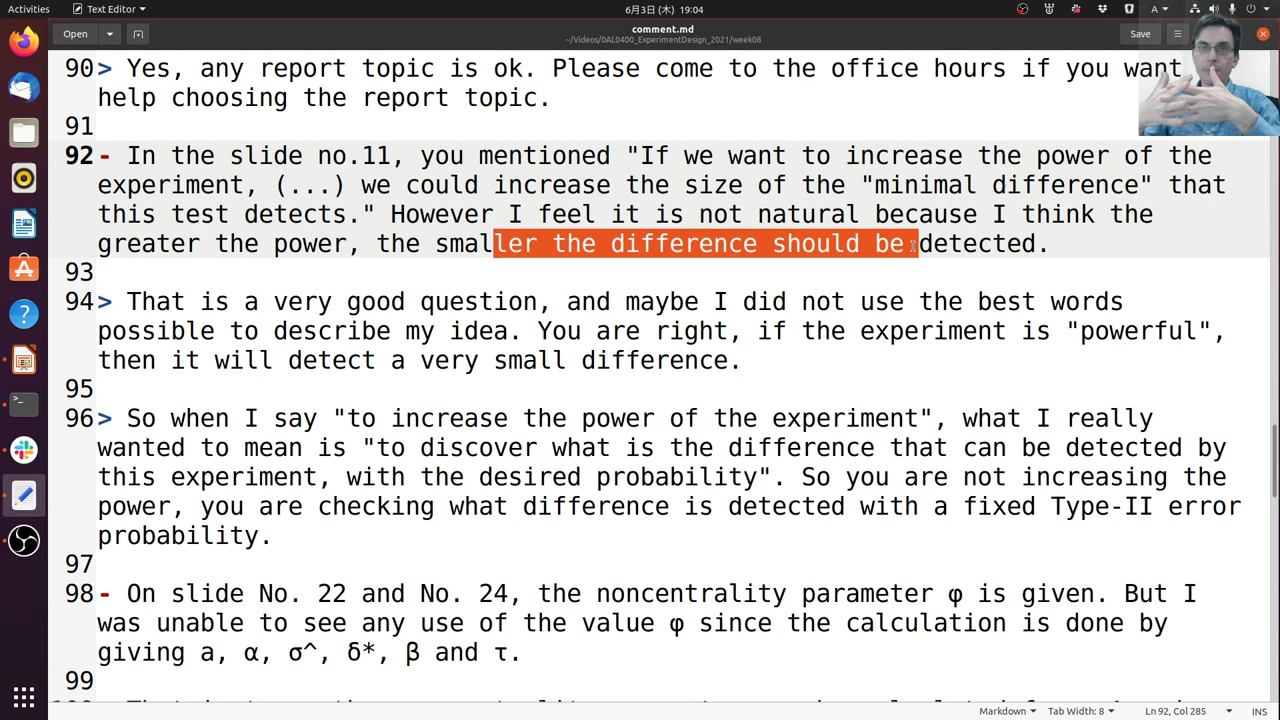 Activities
Text Editor
6月3日 (木) 19:04
A
Open
comment.md
~/Videos/0AL0400_ExperimentDesign_2021/week08
Save
90 > Yes, any report topic is ok. Please come to the office hours if you want
help choosing the report topic.
91
92 - In the slide no.11, you mentioned "If we want to increase the power of the
experiment, (...) we could increase the size of the "minimal difference" that
this test detects." However I feel it is not natural because I think the
greater the power, the smaller the difference should be detected.
93
94 > That is a very good question, and maybe I did not use the best words
possible to describe my idea. You are right, if the experiment is "powerful",
then it will detect a very small difference.
95
96 > So when I say "to increase the power of the experiment", what I really
wanted to mean is "to discover what is the difference that can be detected by
this experiment, with the desired probability". So you are not increasing the
power, you are checking what difference is detected with a fixed Type-II error
probability.
97
98 - On slide No. 22 and No. 24, the noncentrality parameter φ is given. But I
was unable to see any use of the value φ since the calculation is done by
giving a, α, σ^, δ*, β and τ.
99
Markdown
Tab Width: 8
Ln 92, Col 285
INS